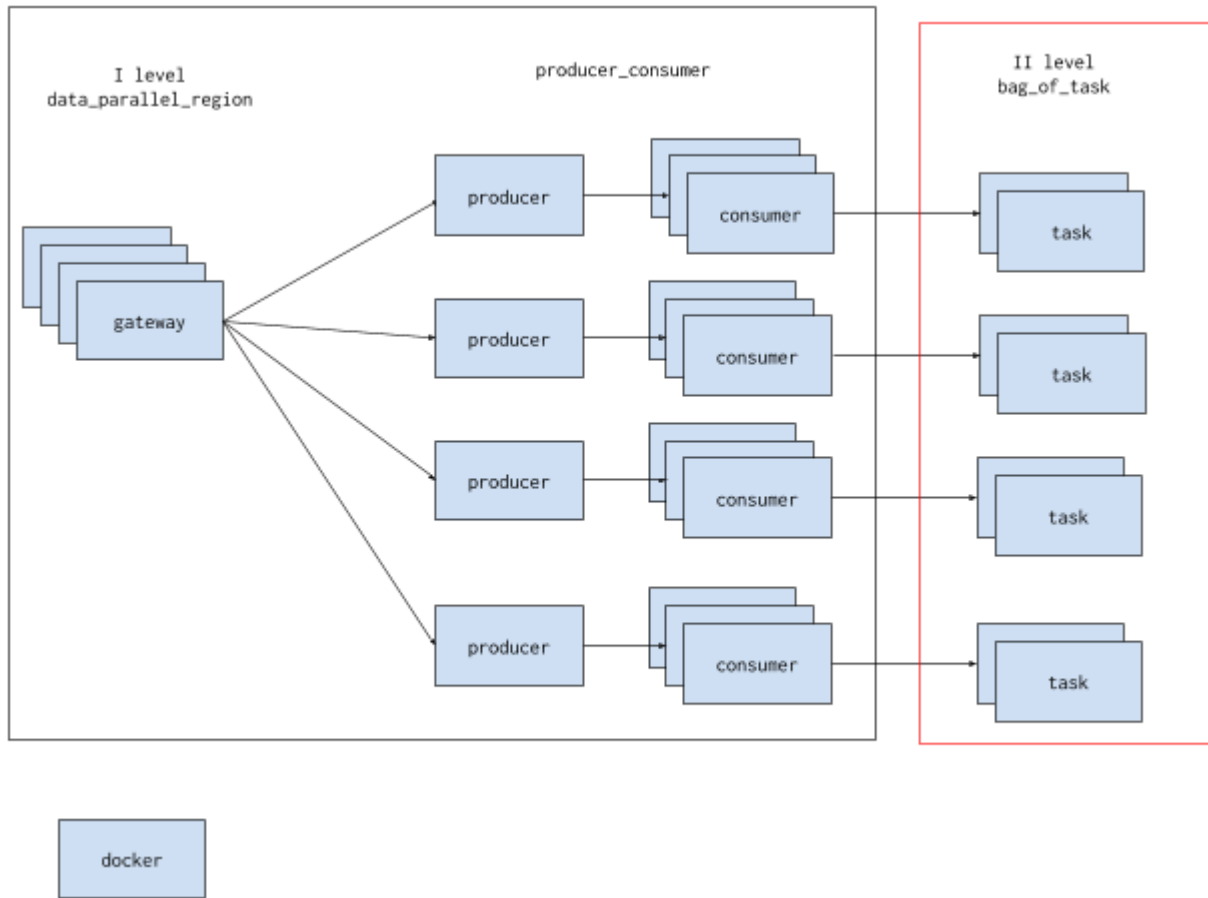 I level
data_parallel_region
producer_consumer
II level
bag_of_task
gateway
producer
consumer
task
producer
consumer
task
producer
consumer
task
producer
consumer
task
docker